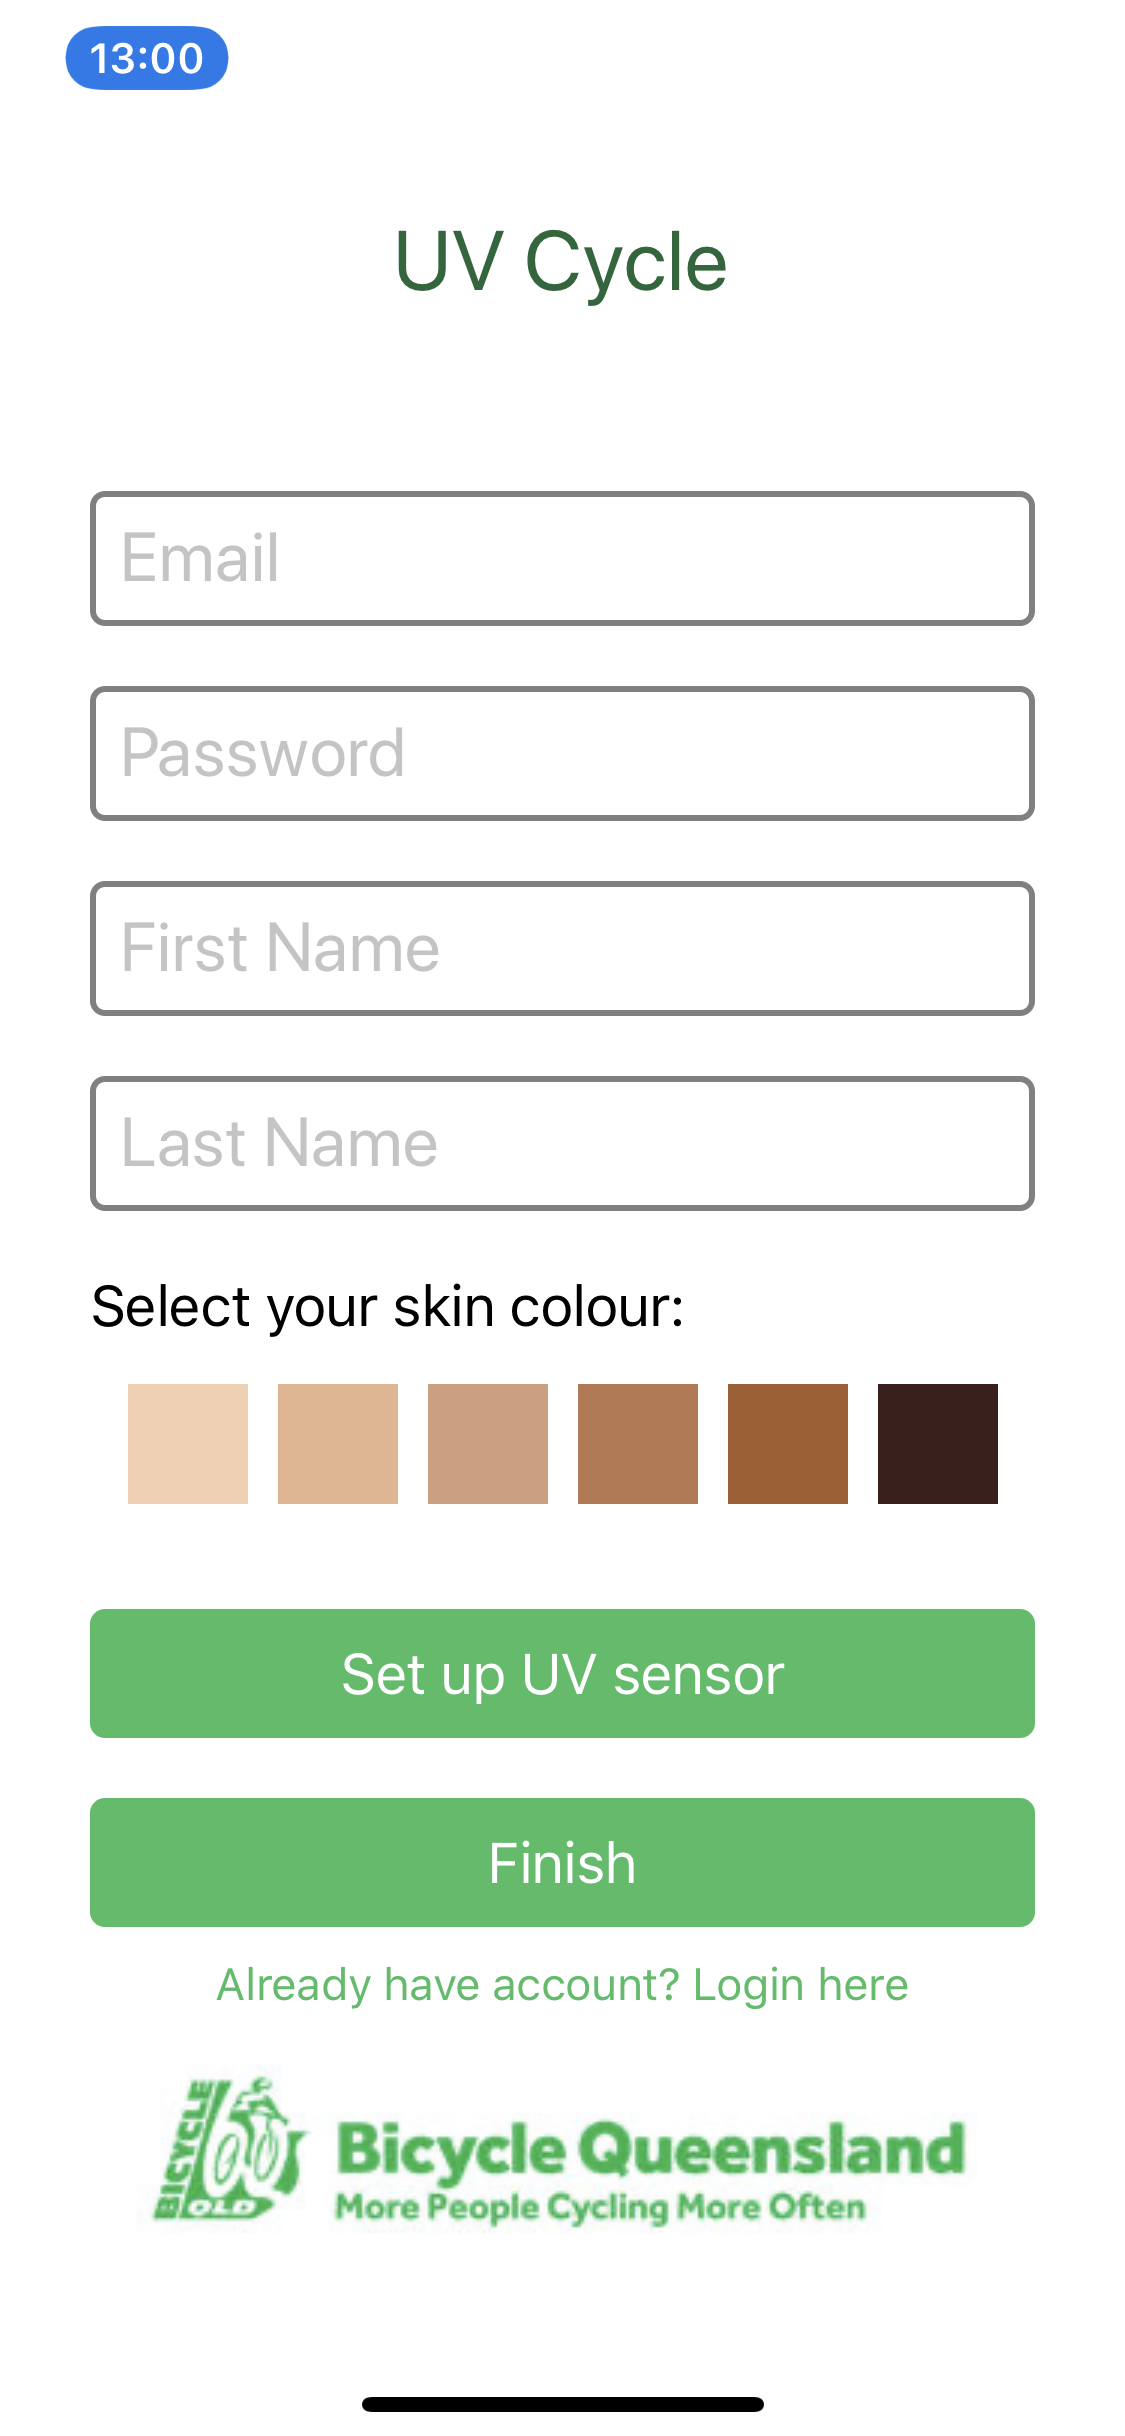 13:00
UV Cycle
Email
Password
First Name
Last Name
Select your skin colour:
Set up UV sensor
Finish
Already have account? Login here
BICYCLE
QLD
Bicycle Queensland
More People Cycling More Often